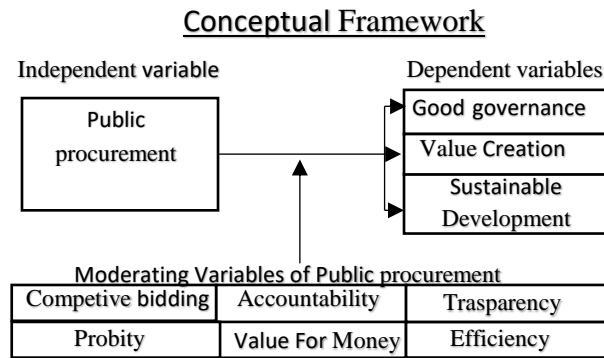 Conceptual Framework
Independent variable
Dependent variables
Public
procurement
Good governance
Value Creation
Sustainable
Development
Moderating Variables of Public procurement
Competive bidding
Accountability
Trasparency
Probity
Value For Money
Efficiency